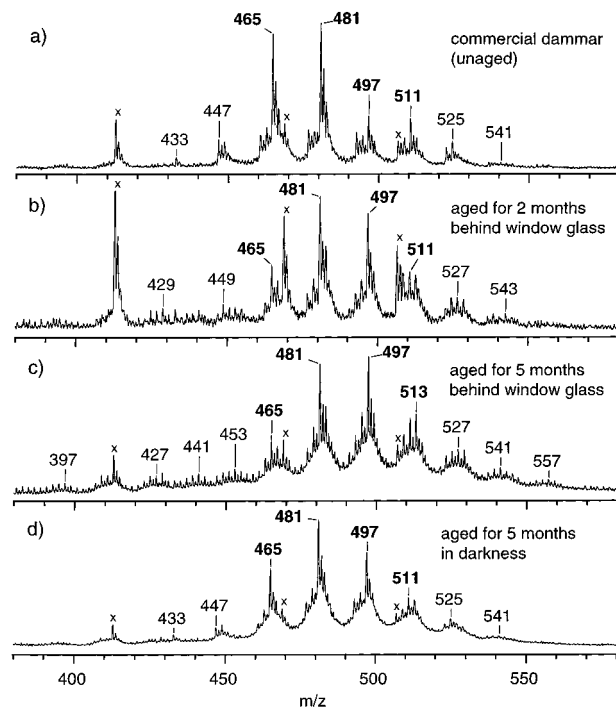 a)
465
481
commercial dammar
(unaged)
x
433
447
x
497
x
511
525
541
b)
x
481
497
aged for 2 months
behind window glass
429
449
465
x
x
511
527
543
c)
481
497
aged for 5 months
behind window glass
397
x
427
441
453
465
x
x
513
527
541
557
d)
481
497
aged for 5 months
in darkness
x
433
447
465
x
x
511
525
541
400
450
500
550
m/z